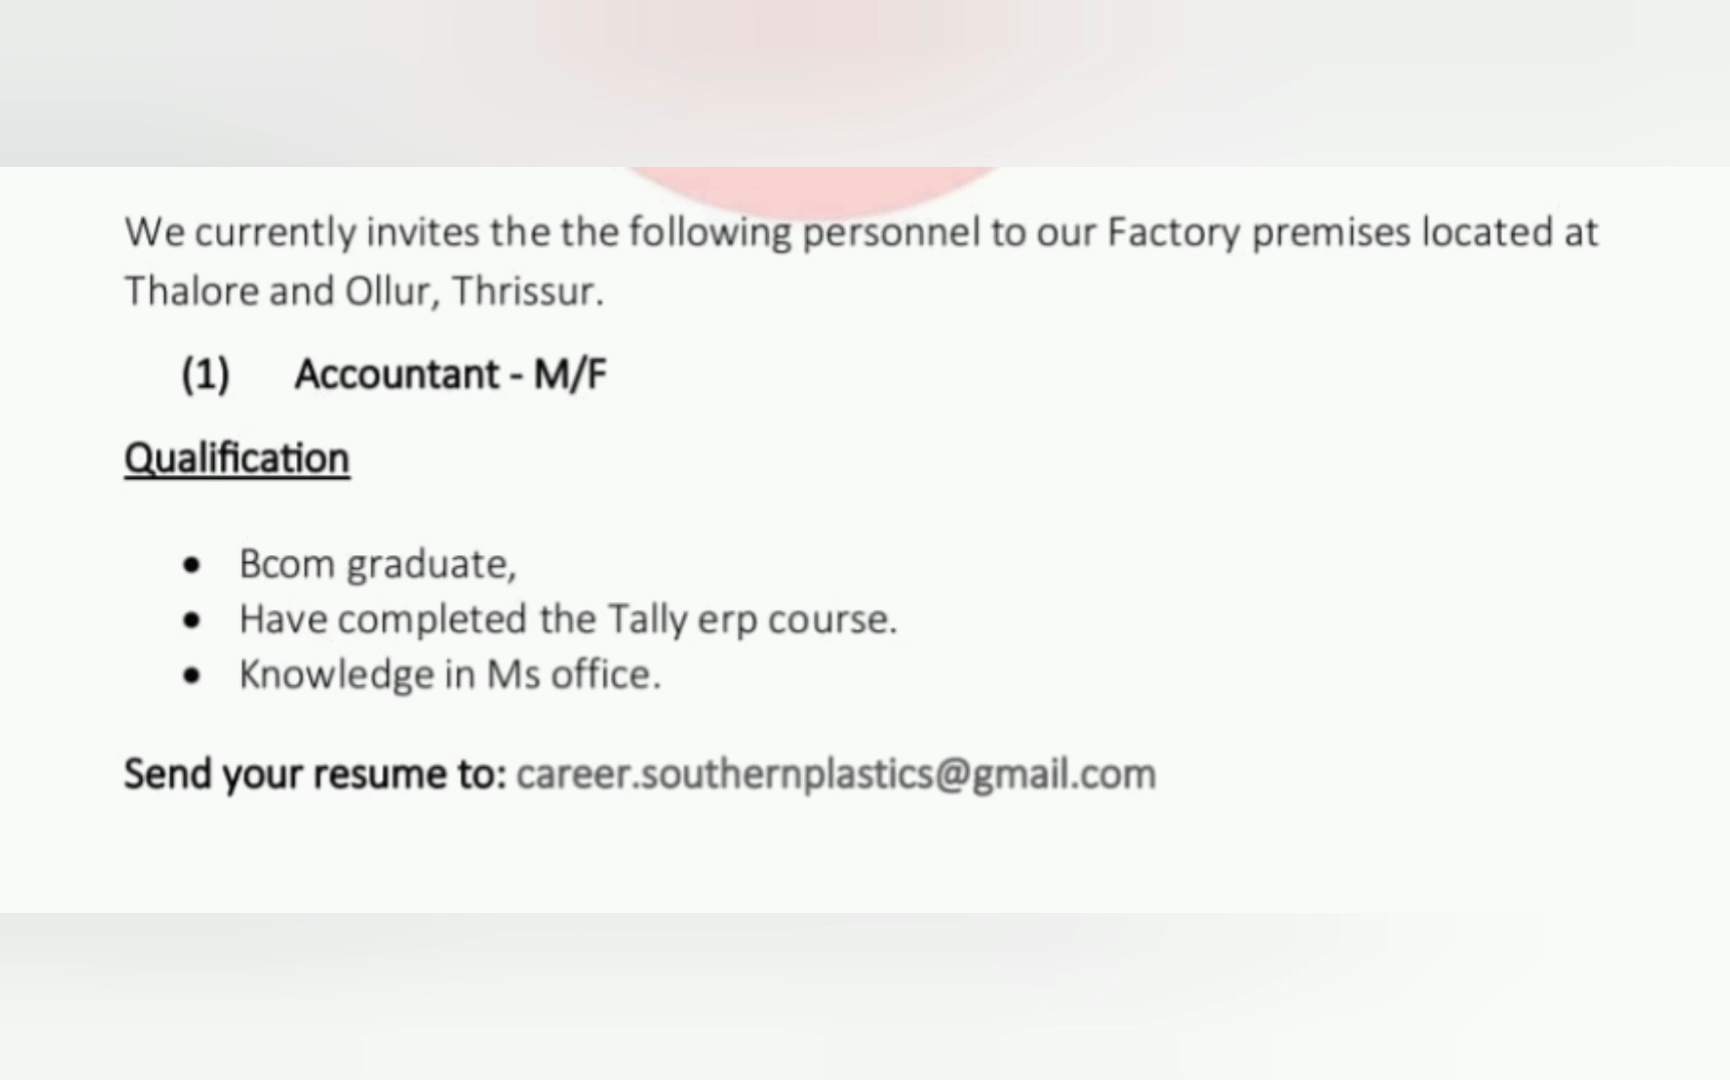 We currently invites the the following personnel to our Factory premises located at
Thalore and Ollur, Thrissur.
(1) Accountant - M/F
Qualification
• Bcom graduate,
• Have completed the Tally erp course.
• Knowledge in Ms office.
Send your resume to: career.southernplastics@gmail.com